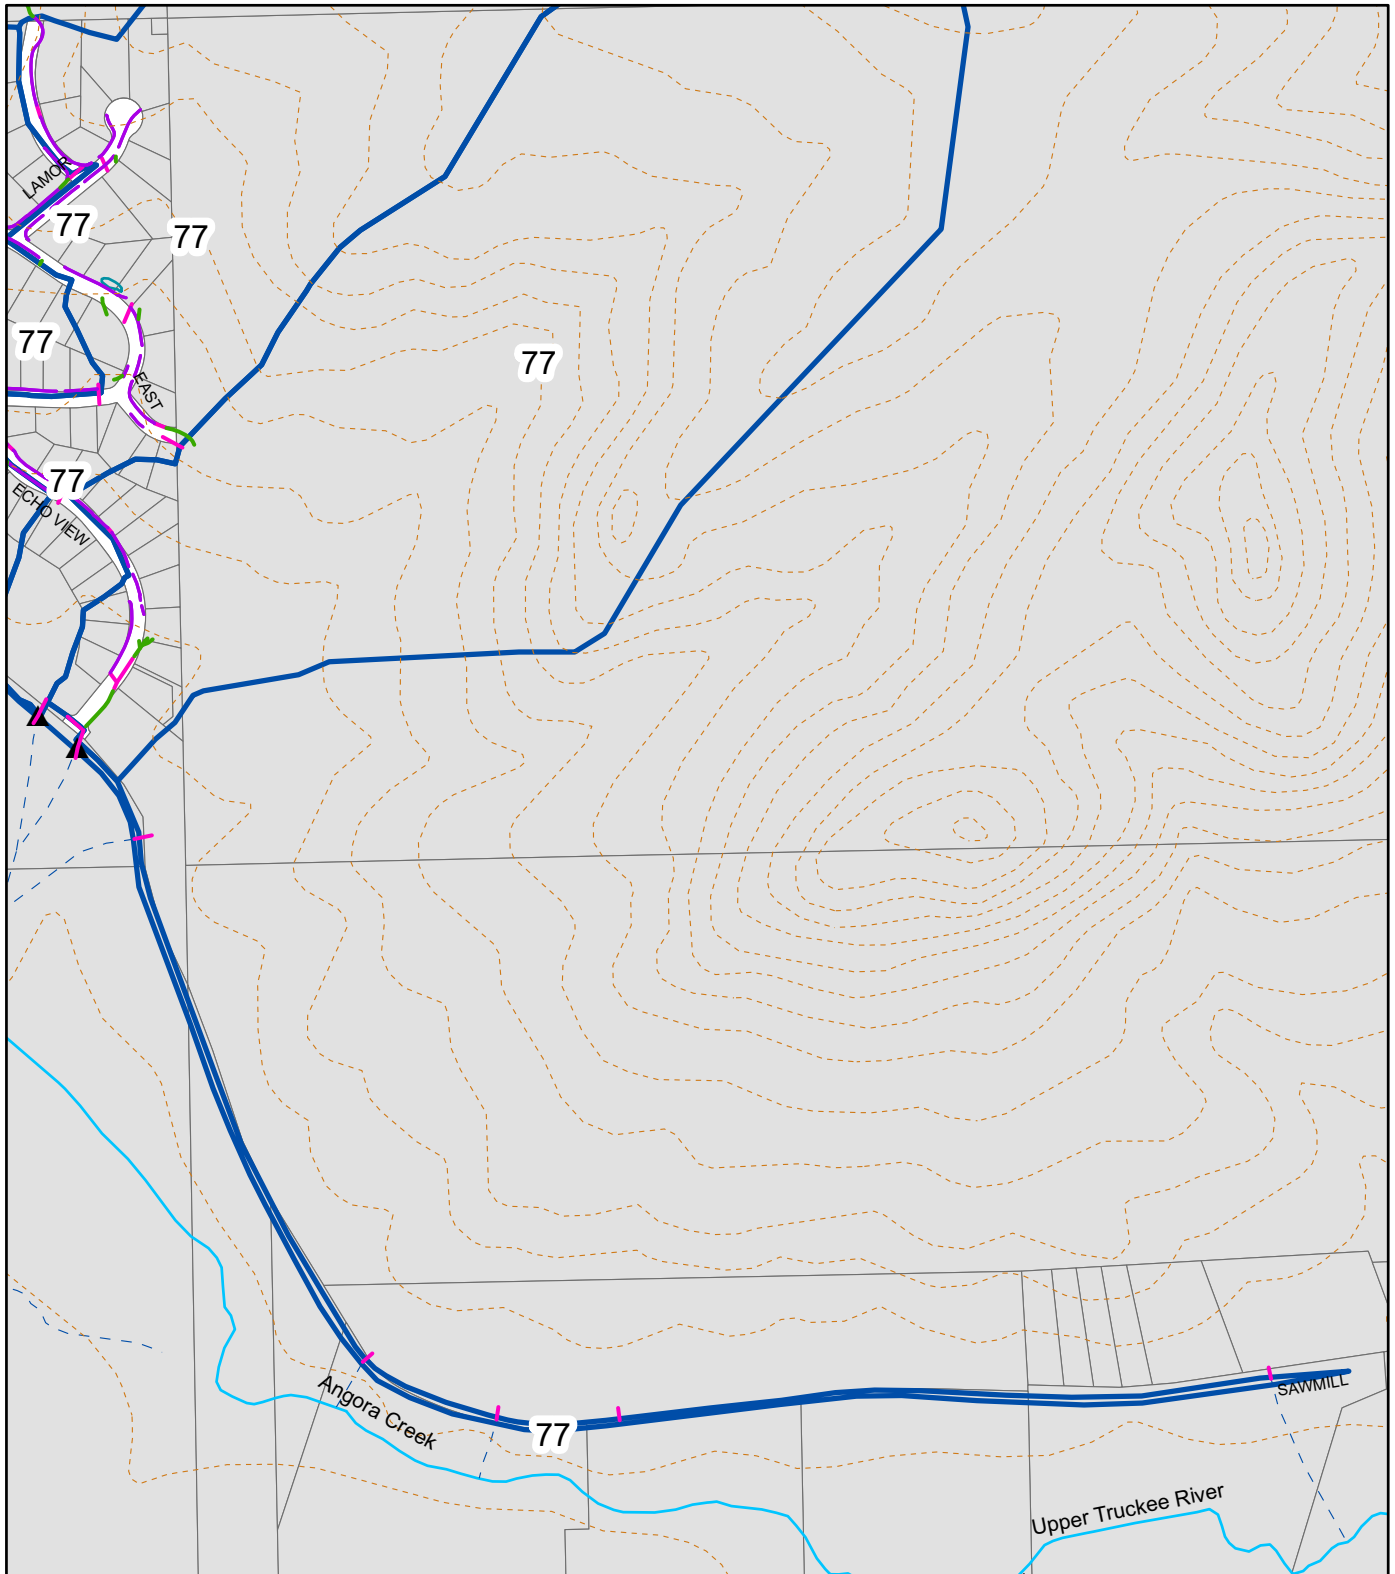 LAMOR
77
77
77
77
EAST
77
ECHO VIEW
Angora Creek
77
SAWMILL
Upper Truckee River